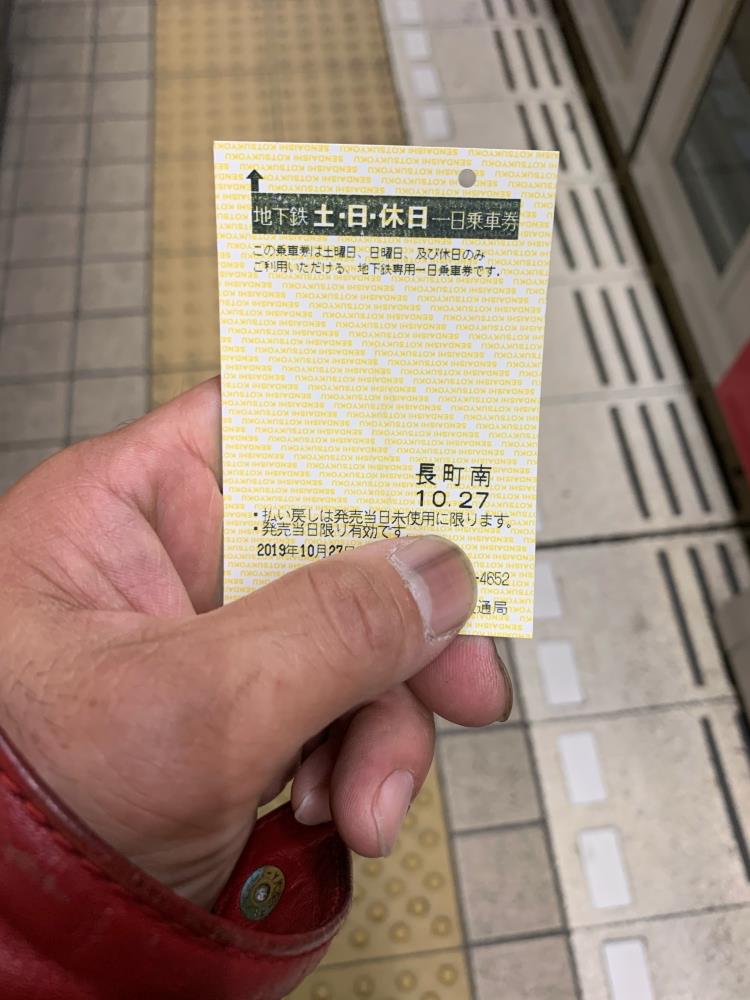 地下鉄 土・日・休日 一日乗車券
この乗車券は土曜日、日曜日、及び休日のみ
ご利用いただける、地下鉄専用一日乗車券です。
長町南
10.27
・払い戻しは発売当日未使用に限ります。
・発売当日限り有効です。
2019年10月27日
-4652
通局
SENDAISHI KOTSUKYOKU